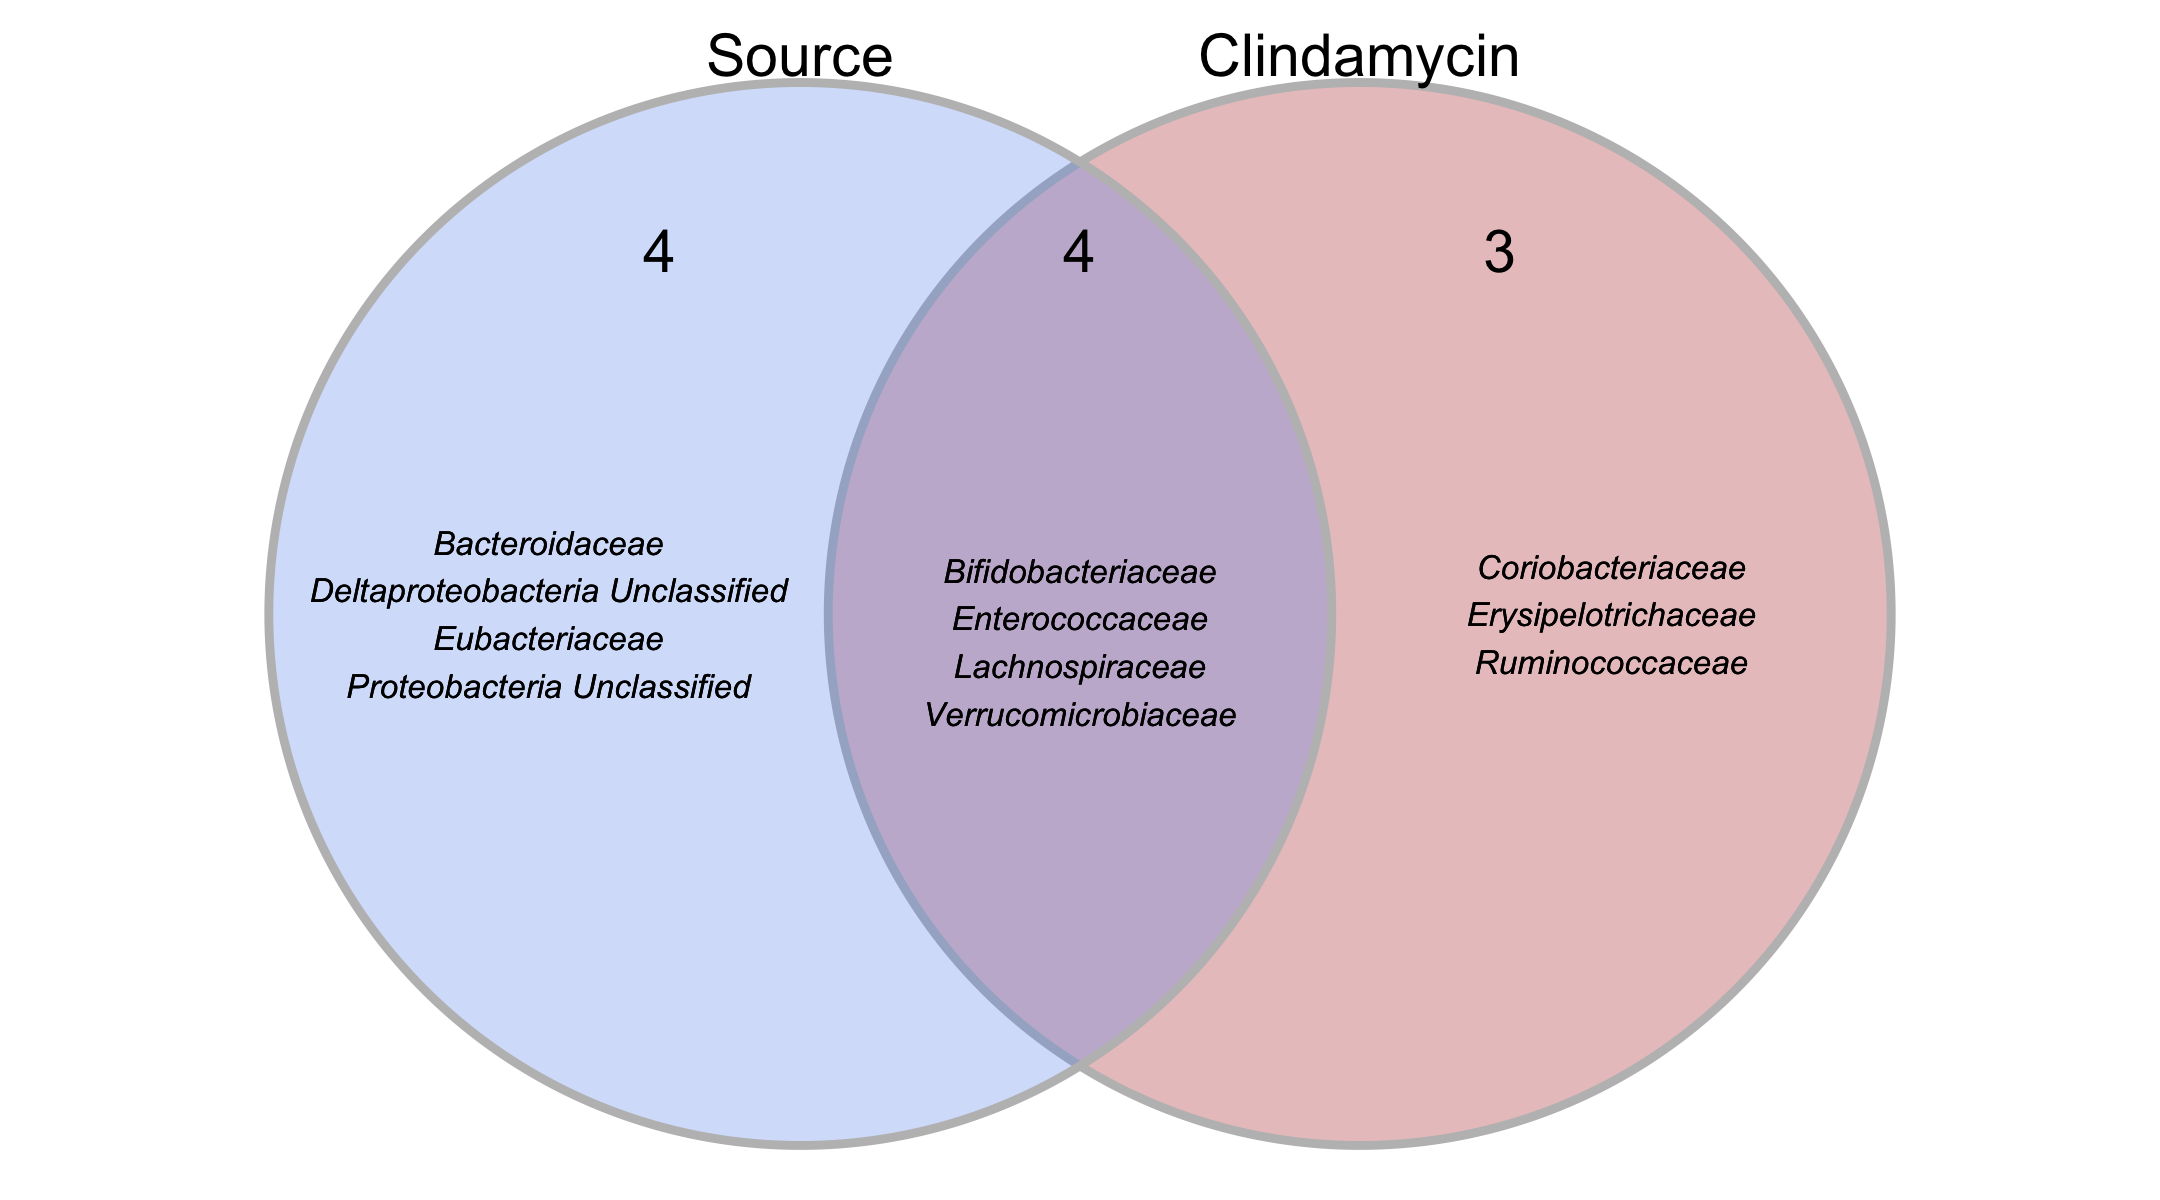 Source
Clindamycin
4
4
3
Bacteroidaceae
Deltaproteobacteria Unclassified
Eubacteriaceae
Proteobacteria Unclassified
Bifidobacteriaceae
Enterococcaceae
Lachnospiraceae
Verrucomicrobiaceae
Coriobacteriaceae
Erysipelotrichaceae
Ruminococcaceae